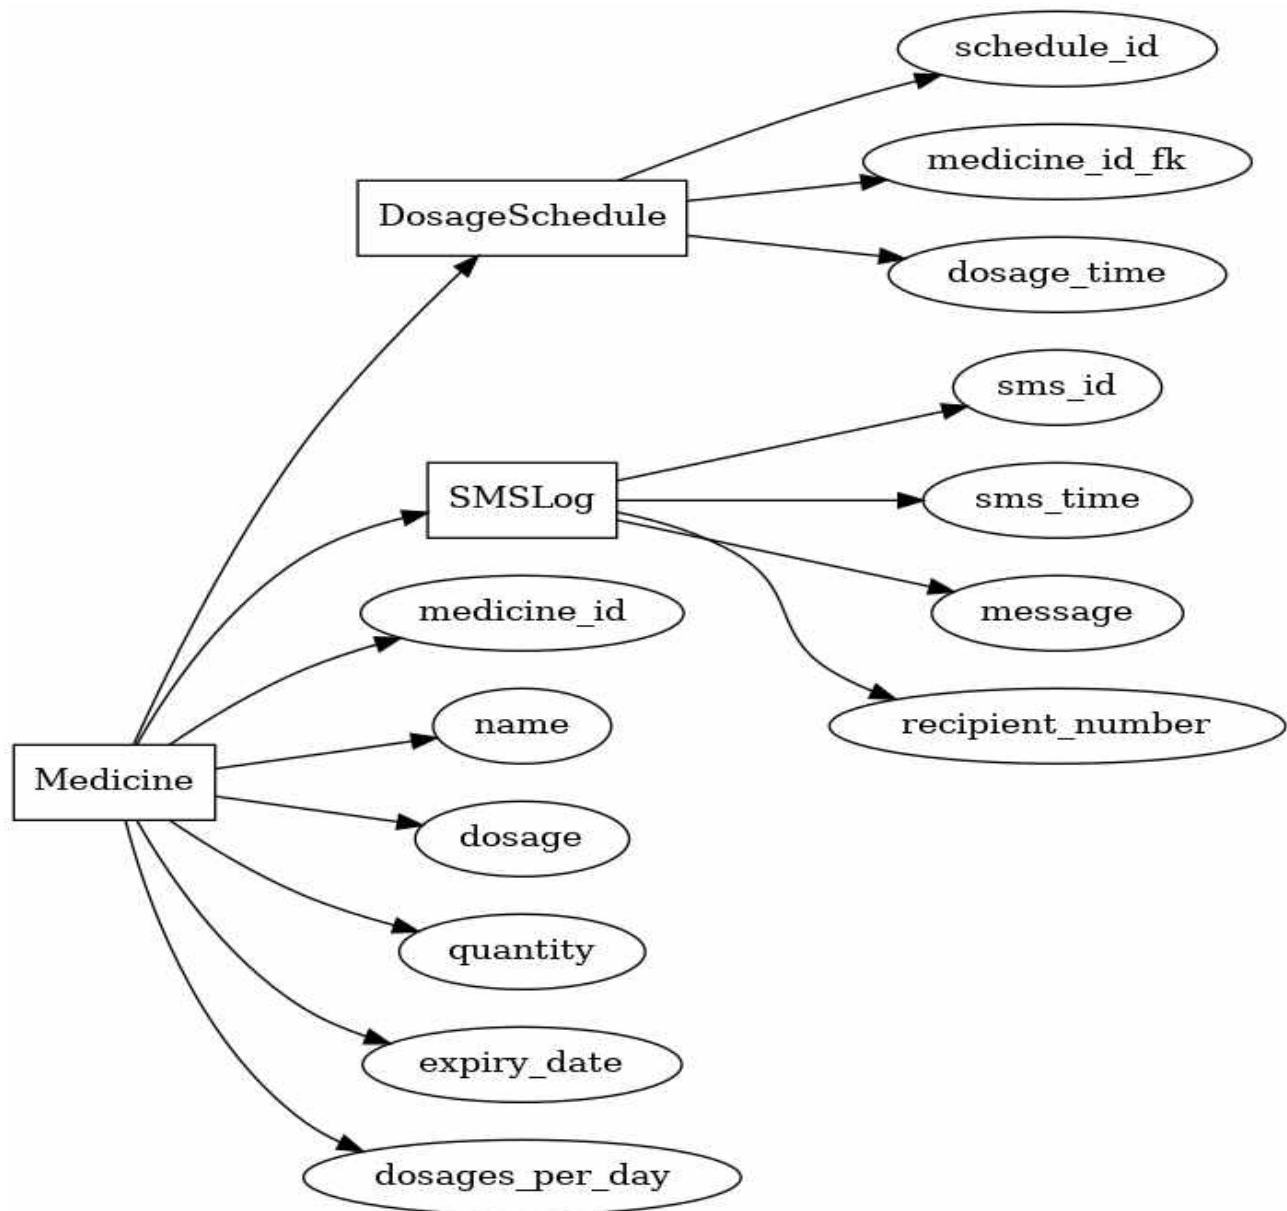 schedule_id
medicine_id_fk
DosageSchedule
dosage_time
sms_id
SMSLog
sms_time
medicine_id
message
name
recipient_number
Medicine
dosage
quantity
expiry_date
dosages_per_day